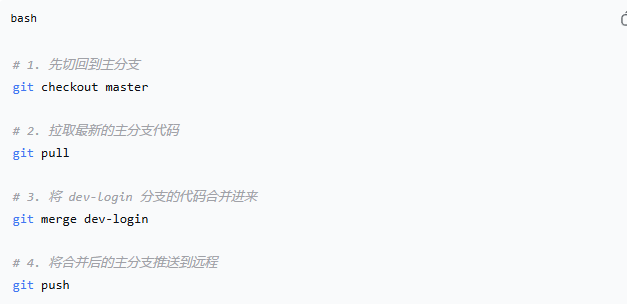 bash
# 1. 先切回到主分支
git checkout master
# 2. 拉取最新的主分支代码
git pull
# 3. 将 dev-login 分支的代码合并进来
git merge dev-login
# 4. 将合并后的主分支推送到远程
git push